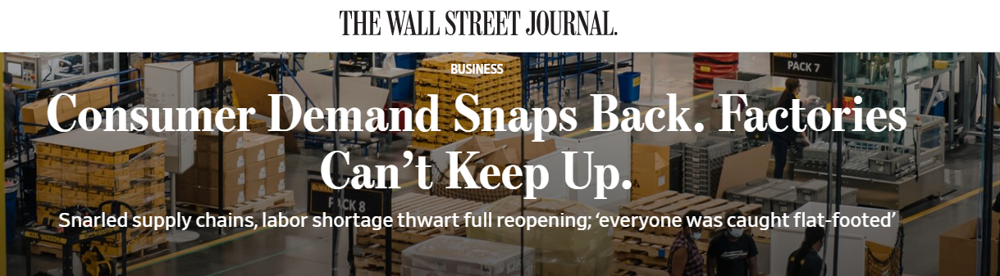 THE WALL STREET JOURNAL.
BUSINESS
PACK 7
Consumer Demand Snaps Back. Factories
Can’t Keep Up.
PACK 8
Snarled supply chains, labor shortage thwart full reopening; ‘everyone was caught flat-footed’